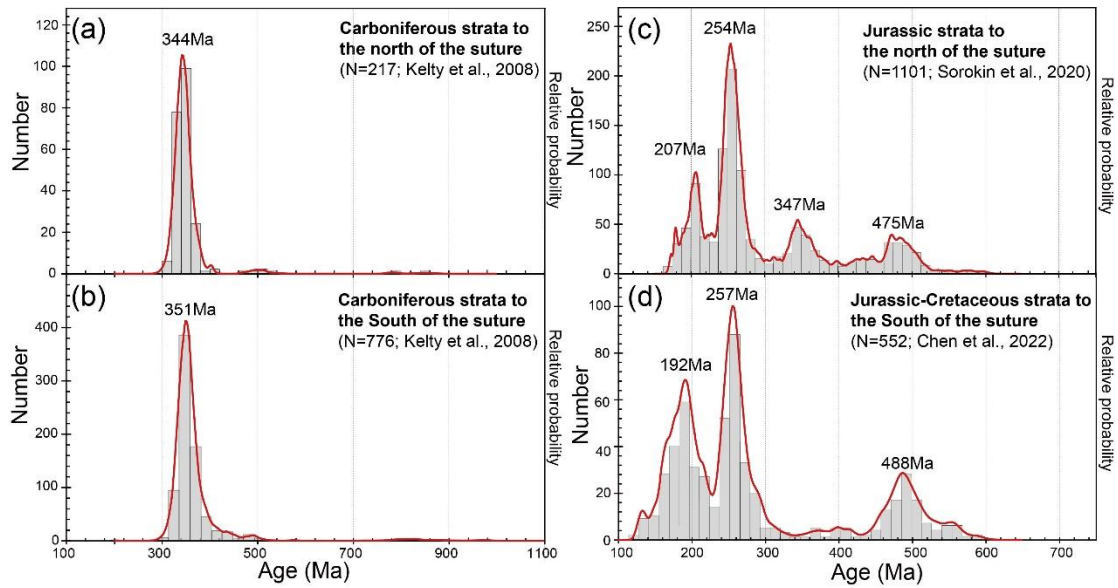 (a)
344Ma
Carboniferous strata to
the north of the suture
(N=217; Kelty et al., 2008)
Number
120
100
80
60
40
20
0
Relative probability
(b)
351Ma
Carboniferous strata to
the South of the suture
(N=776; Kelty et al., 2008)
Number
400
300
200
100
0
Relative probability
100 300 500 700 900 1100
Age (Ma)
(c)
254Ma
Jurassic strata to
the north of the suture
(N=1101; Sorokin et al., 2020)
207Ma
347Ma
475Ma
Number
250
200
150
100
50
0
Relative probability
(d)
257Ma
Jurassic-Cretaceous strata to
the South of the suture
(N=552; Chen et al., 2022)
192Ma
488Ma
Number
100
80
60
40
20
0
Relative probability
100 200 300 400 500 600 700
Age (Ma)